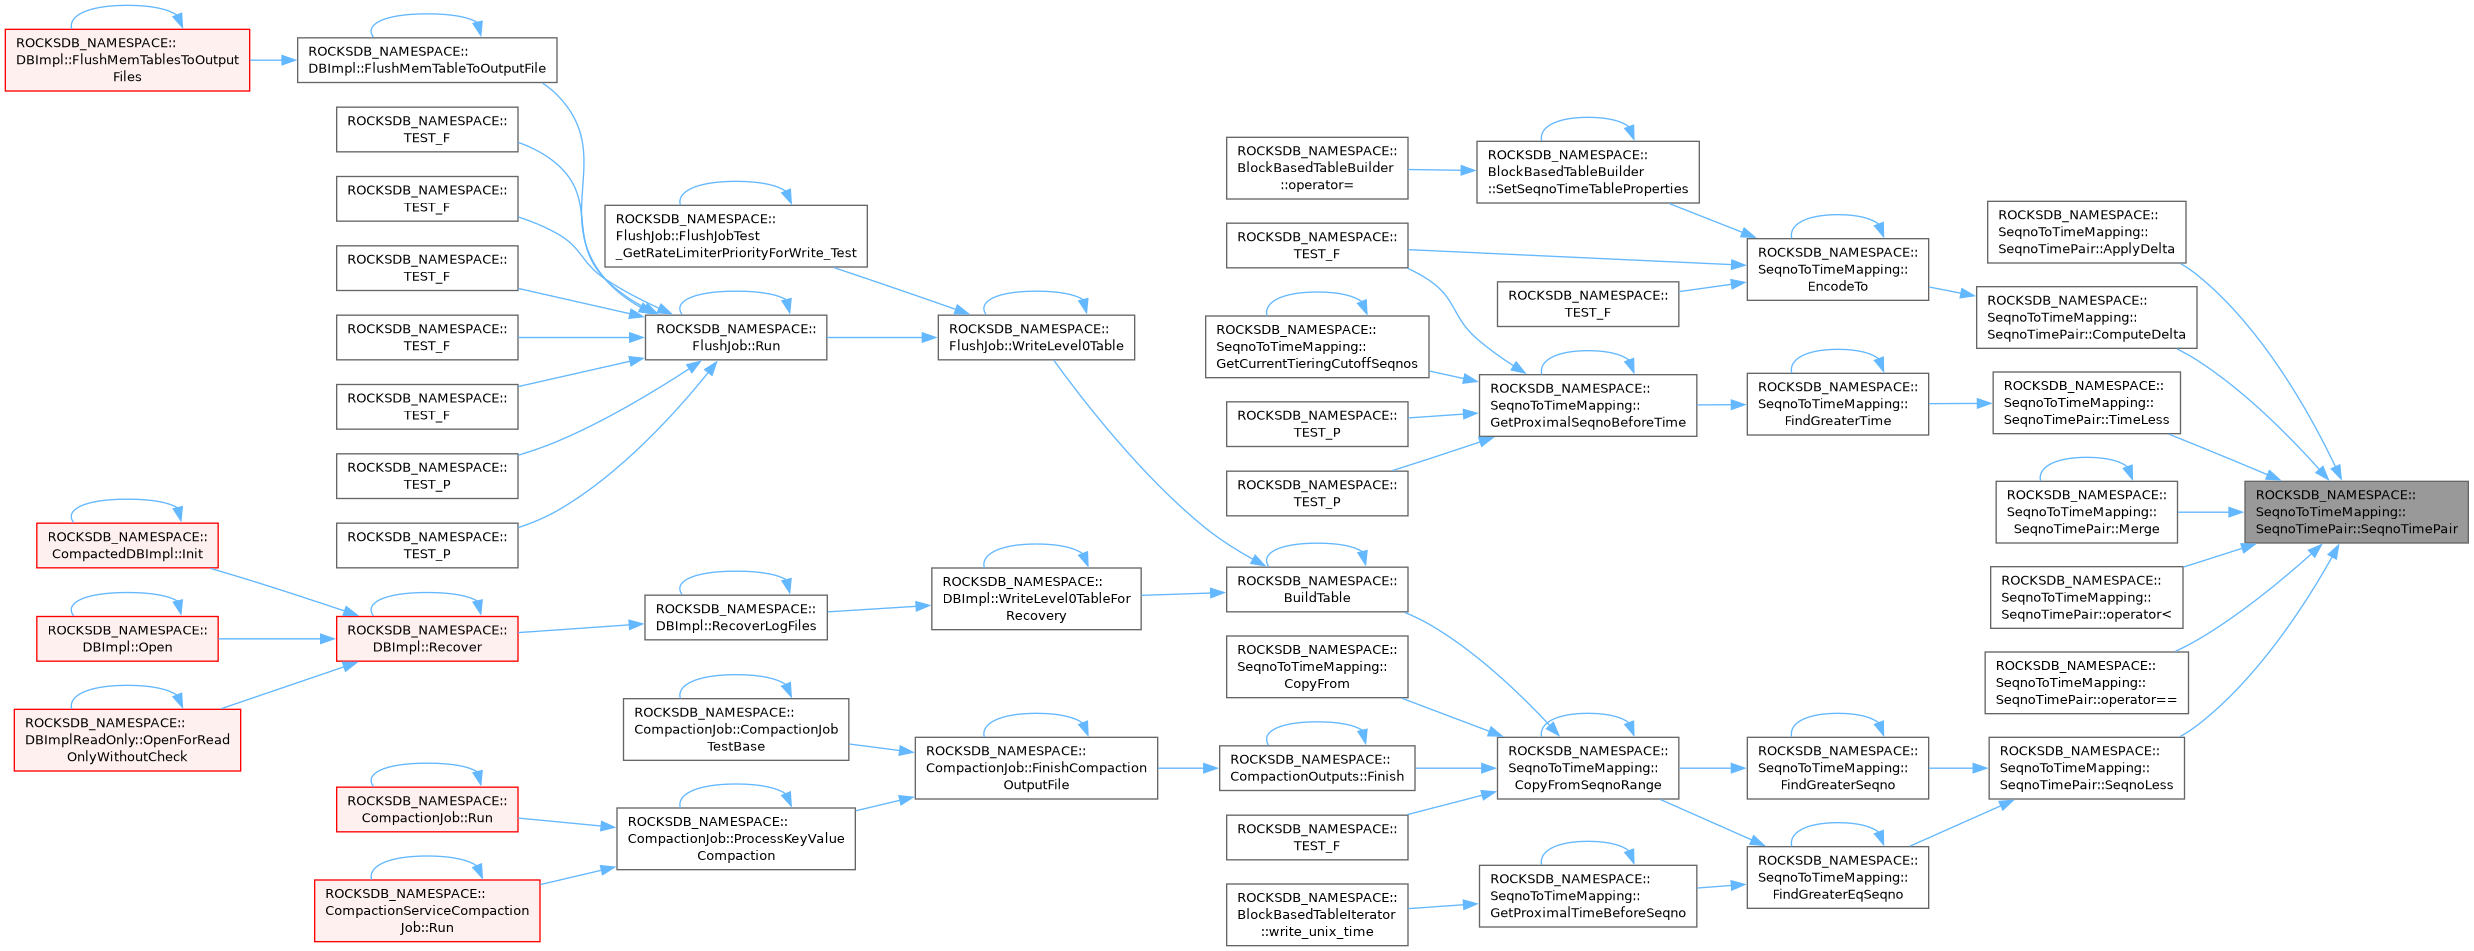 ROCKSDB_NAMESPACE::
DBImpl::FlushMemTablesToOutput
Files
ROCKSDB_NAMESPACE::
DBImpl::FlushMemTableToOutputFile
ROCKSDB_NAMESPACE::
TEST_F
ROCKSDB_NAMESPACE::
TEST_F
ROCKSDB_NAMESPACE::
TEST_F
ROCKSDB_NAMESPACE::
TEST_F
ROCKSDB_NAMESPACE::
TEST_F
ROCKSDB_NAMESPACE::
TEST_P
ROCKSDB_NAMESPACE::
TEST_P
ROCKSDB_NAMESPACE::
CompactedDBImpl::Init
ROCKSDB_NAMESPACE::
DBImpl::Open
ROCKSDB_NAMESPACE::
DBImplReadOnly::OpenForRead
OnlyWithoutCheck
ROCKSDB_NAMESPACE::
DBImpl::Recover
ROCKSDB_NAMESPACE::
CompactionJob::Run
ROCKSDB_NAMESPACE::
CompactionServiceCompaction
Job::Run
ROCKSDB_NAMESPACE::
FlushJob::FlushJobTest
_GetRateLimiterPriorityForWrite_Test
ROCKSDB_NAMESPACE::
FlushJob::Run
ROCKSDB_NAMESPACE::
DBImpl::RecoverLogFiles
ROCKSDB_NAMESPACE::
CompactionJob::CompactionJob
TestBase
ROCKSDB_NAMESPACE::
CompactionJob::ProcessKeyValue
Compaction
ROCKSDB_NAMESPACE::
FlushJob::WriteLevel0Table
ROCKSDB_NAMESPACE::
DBImpl::WriteLevel0TableFor
Recovery
ROCKSDB_NAMESPACE::
CompactionJob::FinishCompaction
OutputFile
ROCKSDB_NAMESPACE::
BlockBasedTableBuilder
::operator=
ROCKSDB_NAMESPACE::
TEST_F
ROCKSDB_NAMESPACE::
SeqnoToTimeMapping::
GetCurrentTieringCutoffSeqnos
ROCKSDB_NAMESPACE::
TEST_P
ROCKSDB_NAMESPACE::
TEST_P
ROCKSDB_NAMESPACE::
BuildTable
ROCKSDB_NAMESPACE::
SeqnoToTimeMapping::
CopyFrom
ROCKSDB_NAMESPACE::
CompactionOutputs::Finish
ROCKSDB_NAMESPACE::
TEST_F
ROCKSDB_NAMESPACE::
BlockBasedTableIterator
::write_unix_time
ROCKSDB_NAMESPACE::
BlockBasedTableBuilder
::SetSeqnoTimeTableProperties
ROCKSDB_NAMESPACE::
TEST_F
ROCKSDB_NAMESPACE::
SeqnoToTimeMapping::
GetProximalSeqnoBeforeTime
ROCKSDB_NAMESPACE::
SeqnoToTimeMapping::
CopyFromSeqnoRange
ROCKSDB_NAMESPACE::
SeqnoToTimeMapping::
GetProximalTimeBeforeSeqno
ROCKSDB_NAMESPACE::
SeqnoToTimeMapping::
EncodeTo
ROCKSDB_NAMESPACE::
SeqnoToTimeMapping::
FindGreaterTime
ROCKSDB_NAMESPACE::
SeqnoToTimeMapping::
FindGreaterSeqno
ROCKSDB_NAMESPACE::
SeqnoToTimeMapping::
FindGreaterEqSeqno
ROCKSDB_NAMESPACE::
SeqnoToTimeMapping::
SeqnoTimePair::ApplyDelta
ROCKSDB_NAMESPACE::
SeqnoToTimeMapping::
SeqnoTimePair::ComputeDelta
ROCKSDB_NAMESPACE::
SeqnoToTimeMapping::
SeqnoTimePair::TimeLess
ROCKSDB_NAMESPACE::
SeqnoToTimeMapping::
SeqnoTimePair::Merge
ROCKSDB_NAMESPACE::
SeqnoToTimeMapping::
SeqnoTimePair::operator<
ROCKSDB_NAMESPACE::
SeqnoToTimeMapping::
SeqnoTimePair::operator==
ROCKSDB_NAMESPACE::
SeqnoToTimeMapping::
SeqnoTimePair::SeqnoLess
ROCKSDB_NAMESPACE::
SeqnoToTimeMapping::
SeqnoTimePair::SeqnoTimePair